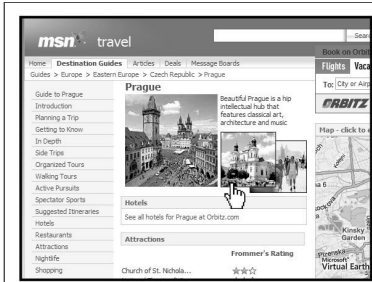 msn travel
Sear
Book on Orbit
Home Destination Guides Articles Deals Message Boards
Guides > Europe > Eastern Europe > Czech Republic > Prague
Flights Vaca
To: City or Airp
ORBITZ
Map - click to e
Guide to Prague
Introduction
Planning a Trip
Getting to Know
In Depth
Side Trips
Organized Tours
Walking Tours
Active Pursuits
Spectator Sports
Suggested Itineraries
Hotels
Restaurants
Attractions
Nightlife
Shopping
Prague
Beautiful Prague is a hip
intellectual hub that
features classical art,
architecture and music
Hotels
See all hotels for Prague at Orbitz.com
Attractions
Frommer's Rating
Church of St. Nichola...
Kinsky
Garden
Microsoft
Virtual Earth